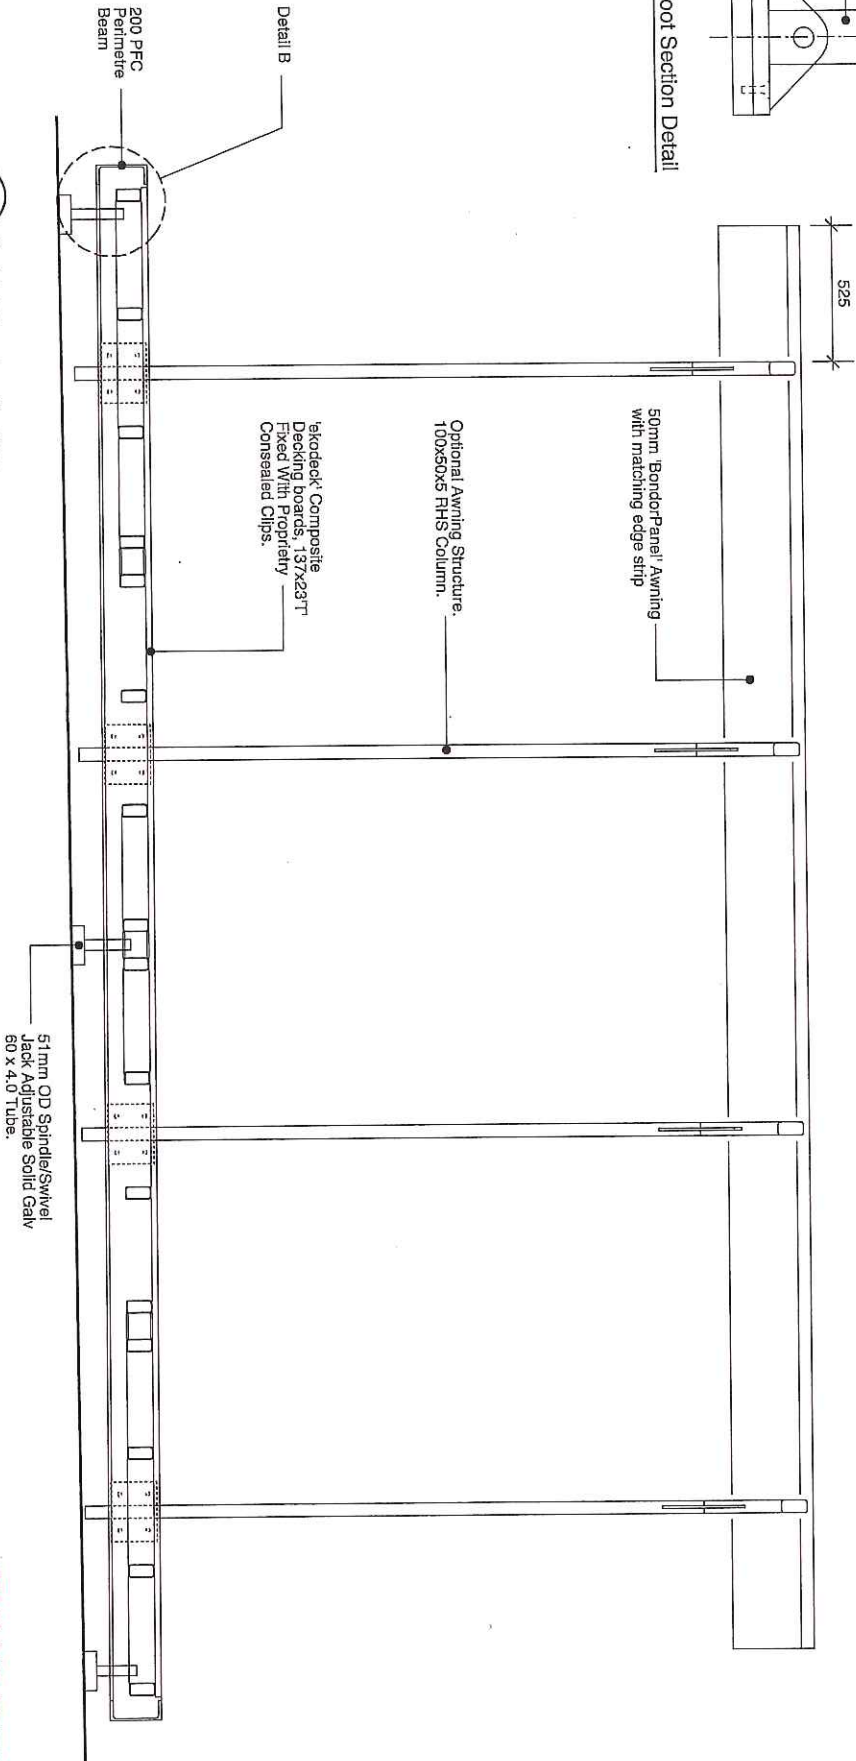 oot Section Detail
525
50mm 'BondorPanel' Awning
with matching edge strip
Optional Awning Structure.
100x50x5 RHS Column.
'ekodeck' Composite
Decking boards, 137x23'T'
Fixed With Proprietry
Consealed Clips.
Detail B
200 PFC
Perimetre
Beam
51mm OD Spindle/Swivel
Jack Adjustable Solid Galv
60 x 4.0 Tube.